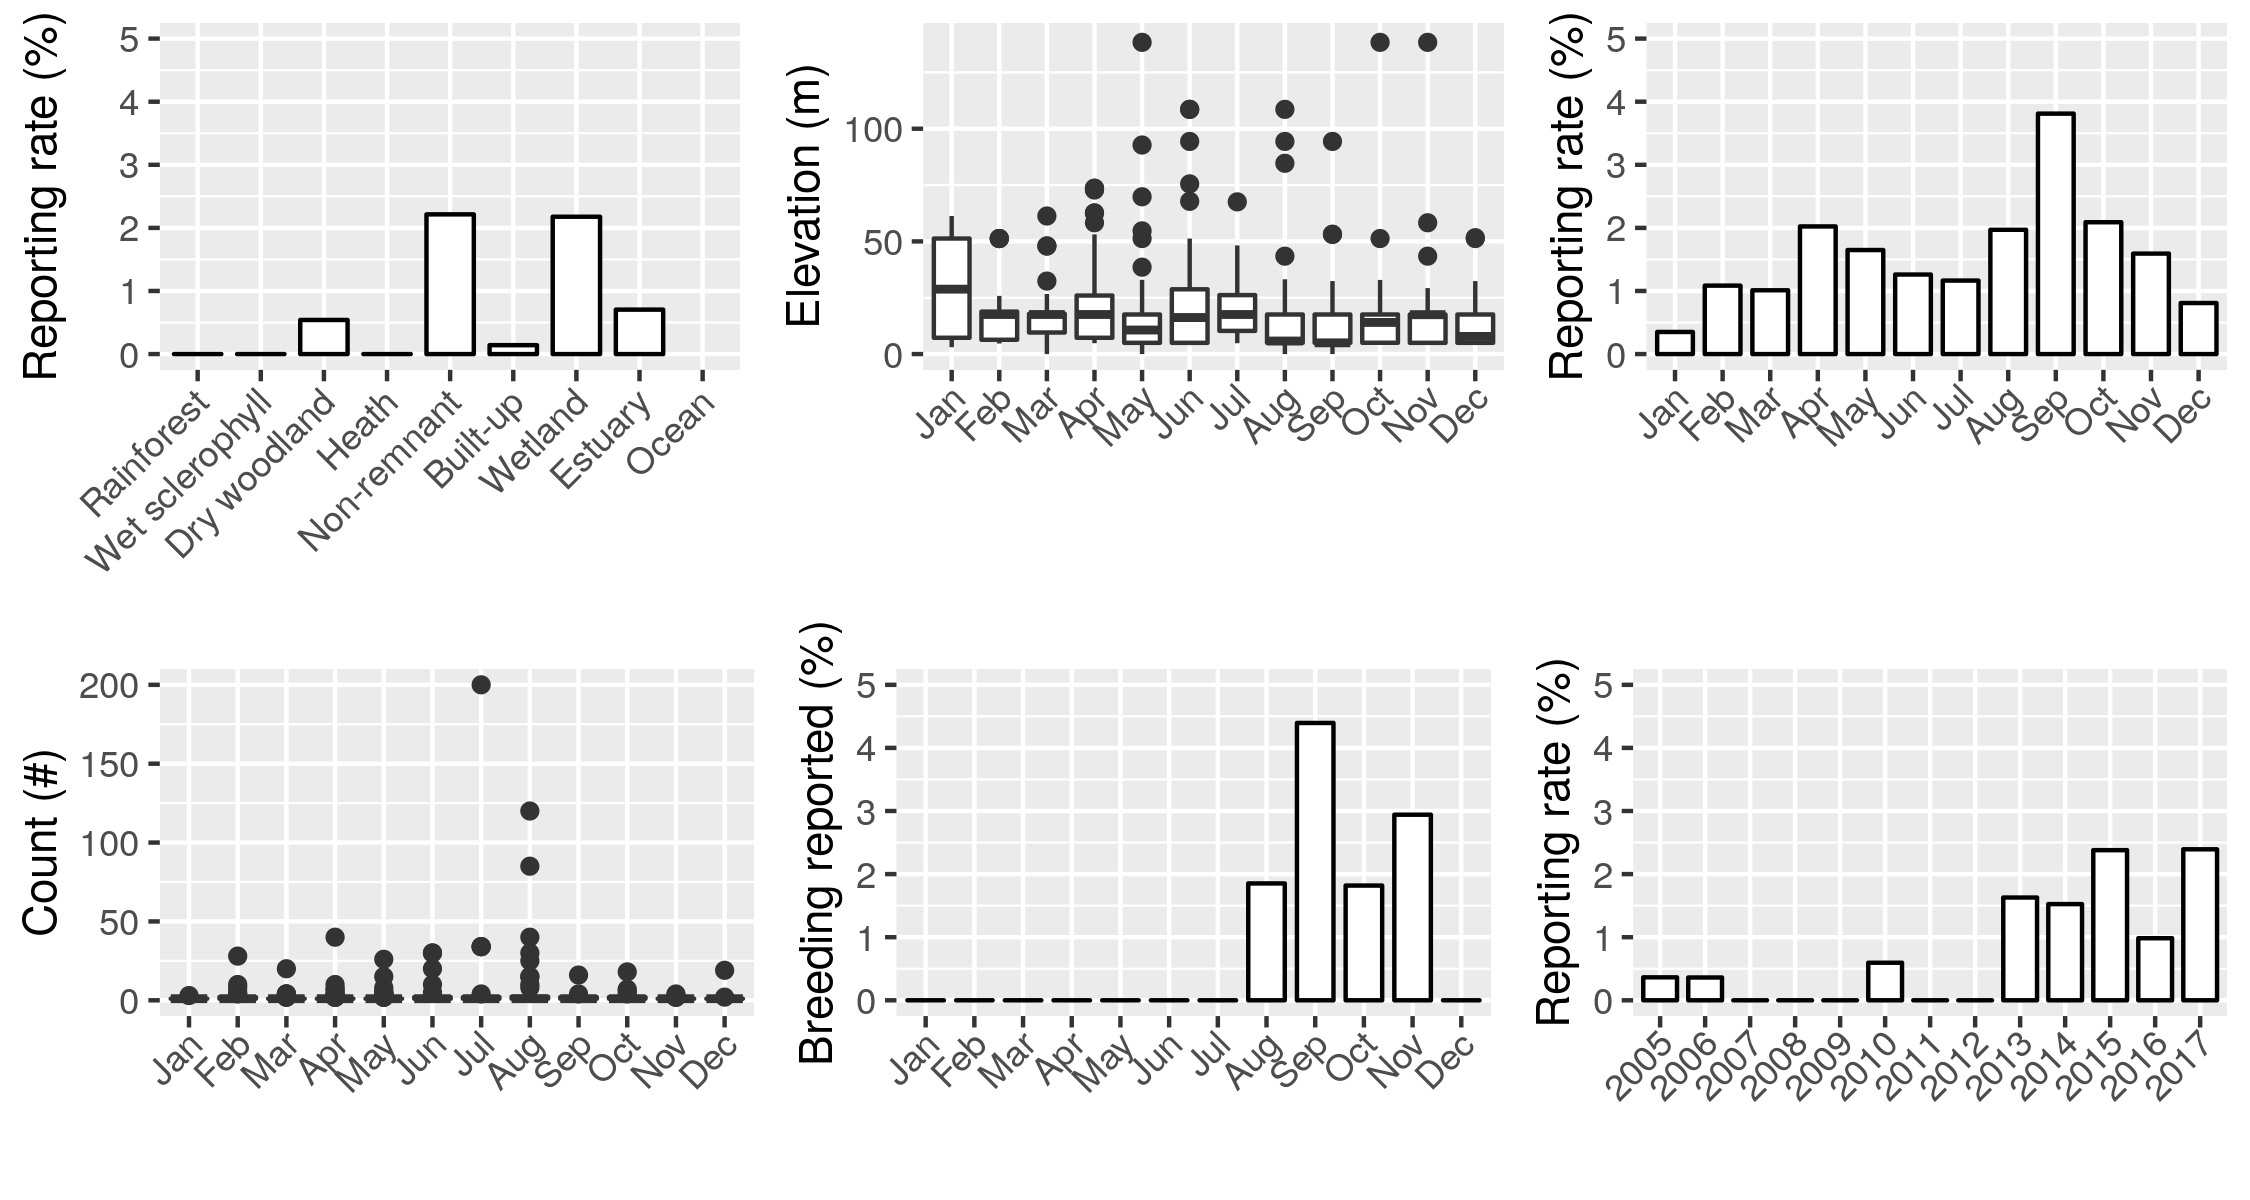 Reporting rate (%)
5
4
3
2
1
0
Rainforest
Wet sclerophyll
Dry woodland
Heath
Non-remnant
Built-up
Wetland
Estuary
Ocean
Elevation (m)
100
50
0
Jan
Feb
Mar
Apr
May
Jun
Jul
Aug
Sep
Oct
Nov
Dec
Reporting rate (%)
5
4
3
2
1
0
Jan
Feb
Mar
Apr
May
Jun
Jul
Aug
Sep
Oct
Nov
Dec
Count (#)
200
150
100
50
0
Jan
Feb
Mar
Apr
May
Jun
Jul
Aug
Sep
Oct
Nov
Dec
Breeding reported (%)
5
4
3
2
1
0
Jan
Feb
Mar
Apr
May
Jun
Jul
Aug
Sep
Oct
Nov
Dec
Reporting rate (%)
5
4
3
2
1
0
2005
2006
2007
2008
2009
2010
2011
2012
2013
2014
2015
2016
2017